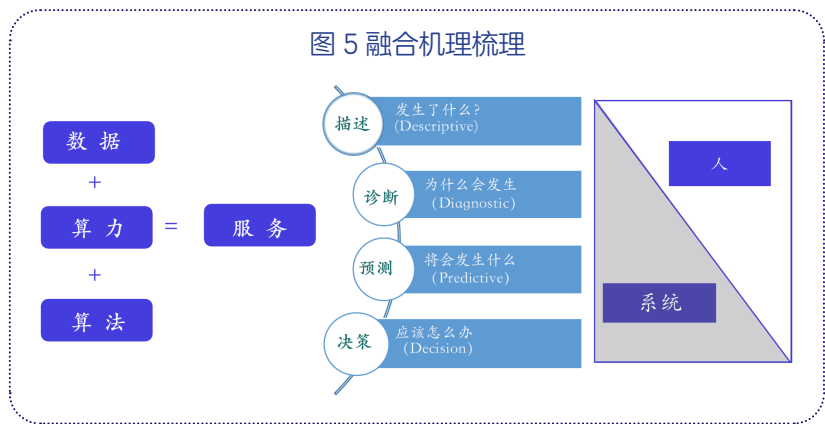 图 5 融合机理梳理
数 据
+
算 力
=
服 务
+
算 法
描述
发生了什么?
(Descriptive)
诊断
为什么会发生
(Diagnostic)
预测
将会发生什么
(Predictive)
决策
应该怎么办
(Decision)
人
系统